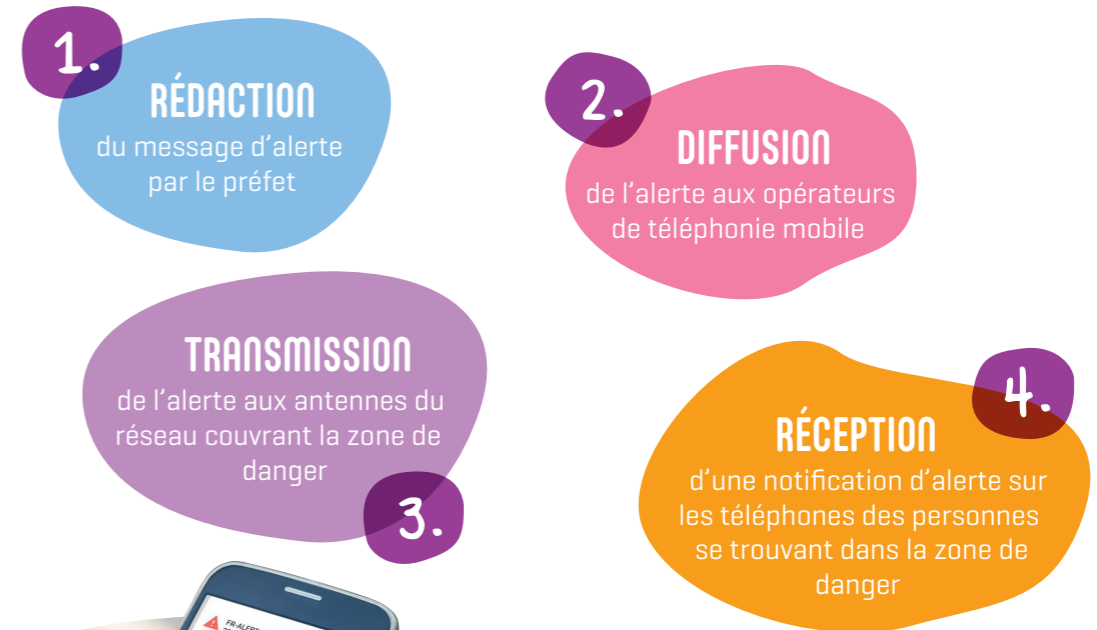 1.
RÉDACTION
du message d'alerte
par le préfet
2.
DIFFUSION
de l'alerte aux opérateurs
de téléphonie mobile
TRANSMISSION
de l'alerte aux antennes du
réseau couvrant la zone de
danger
3.
4.
RÉCEPTION
d'une notification d'alerte sur
les téléphones des personnes
se trouvant dans la zone de
danger